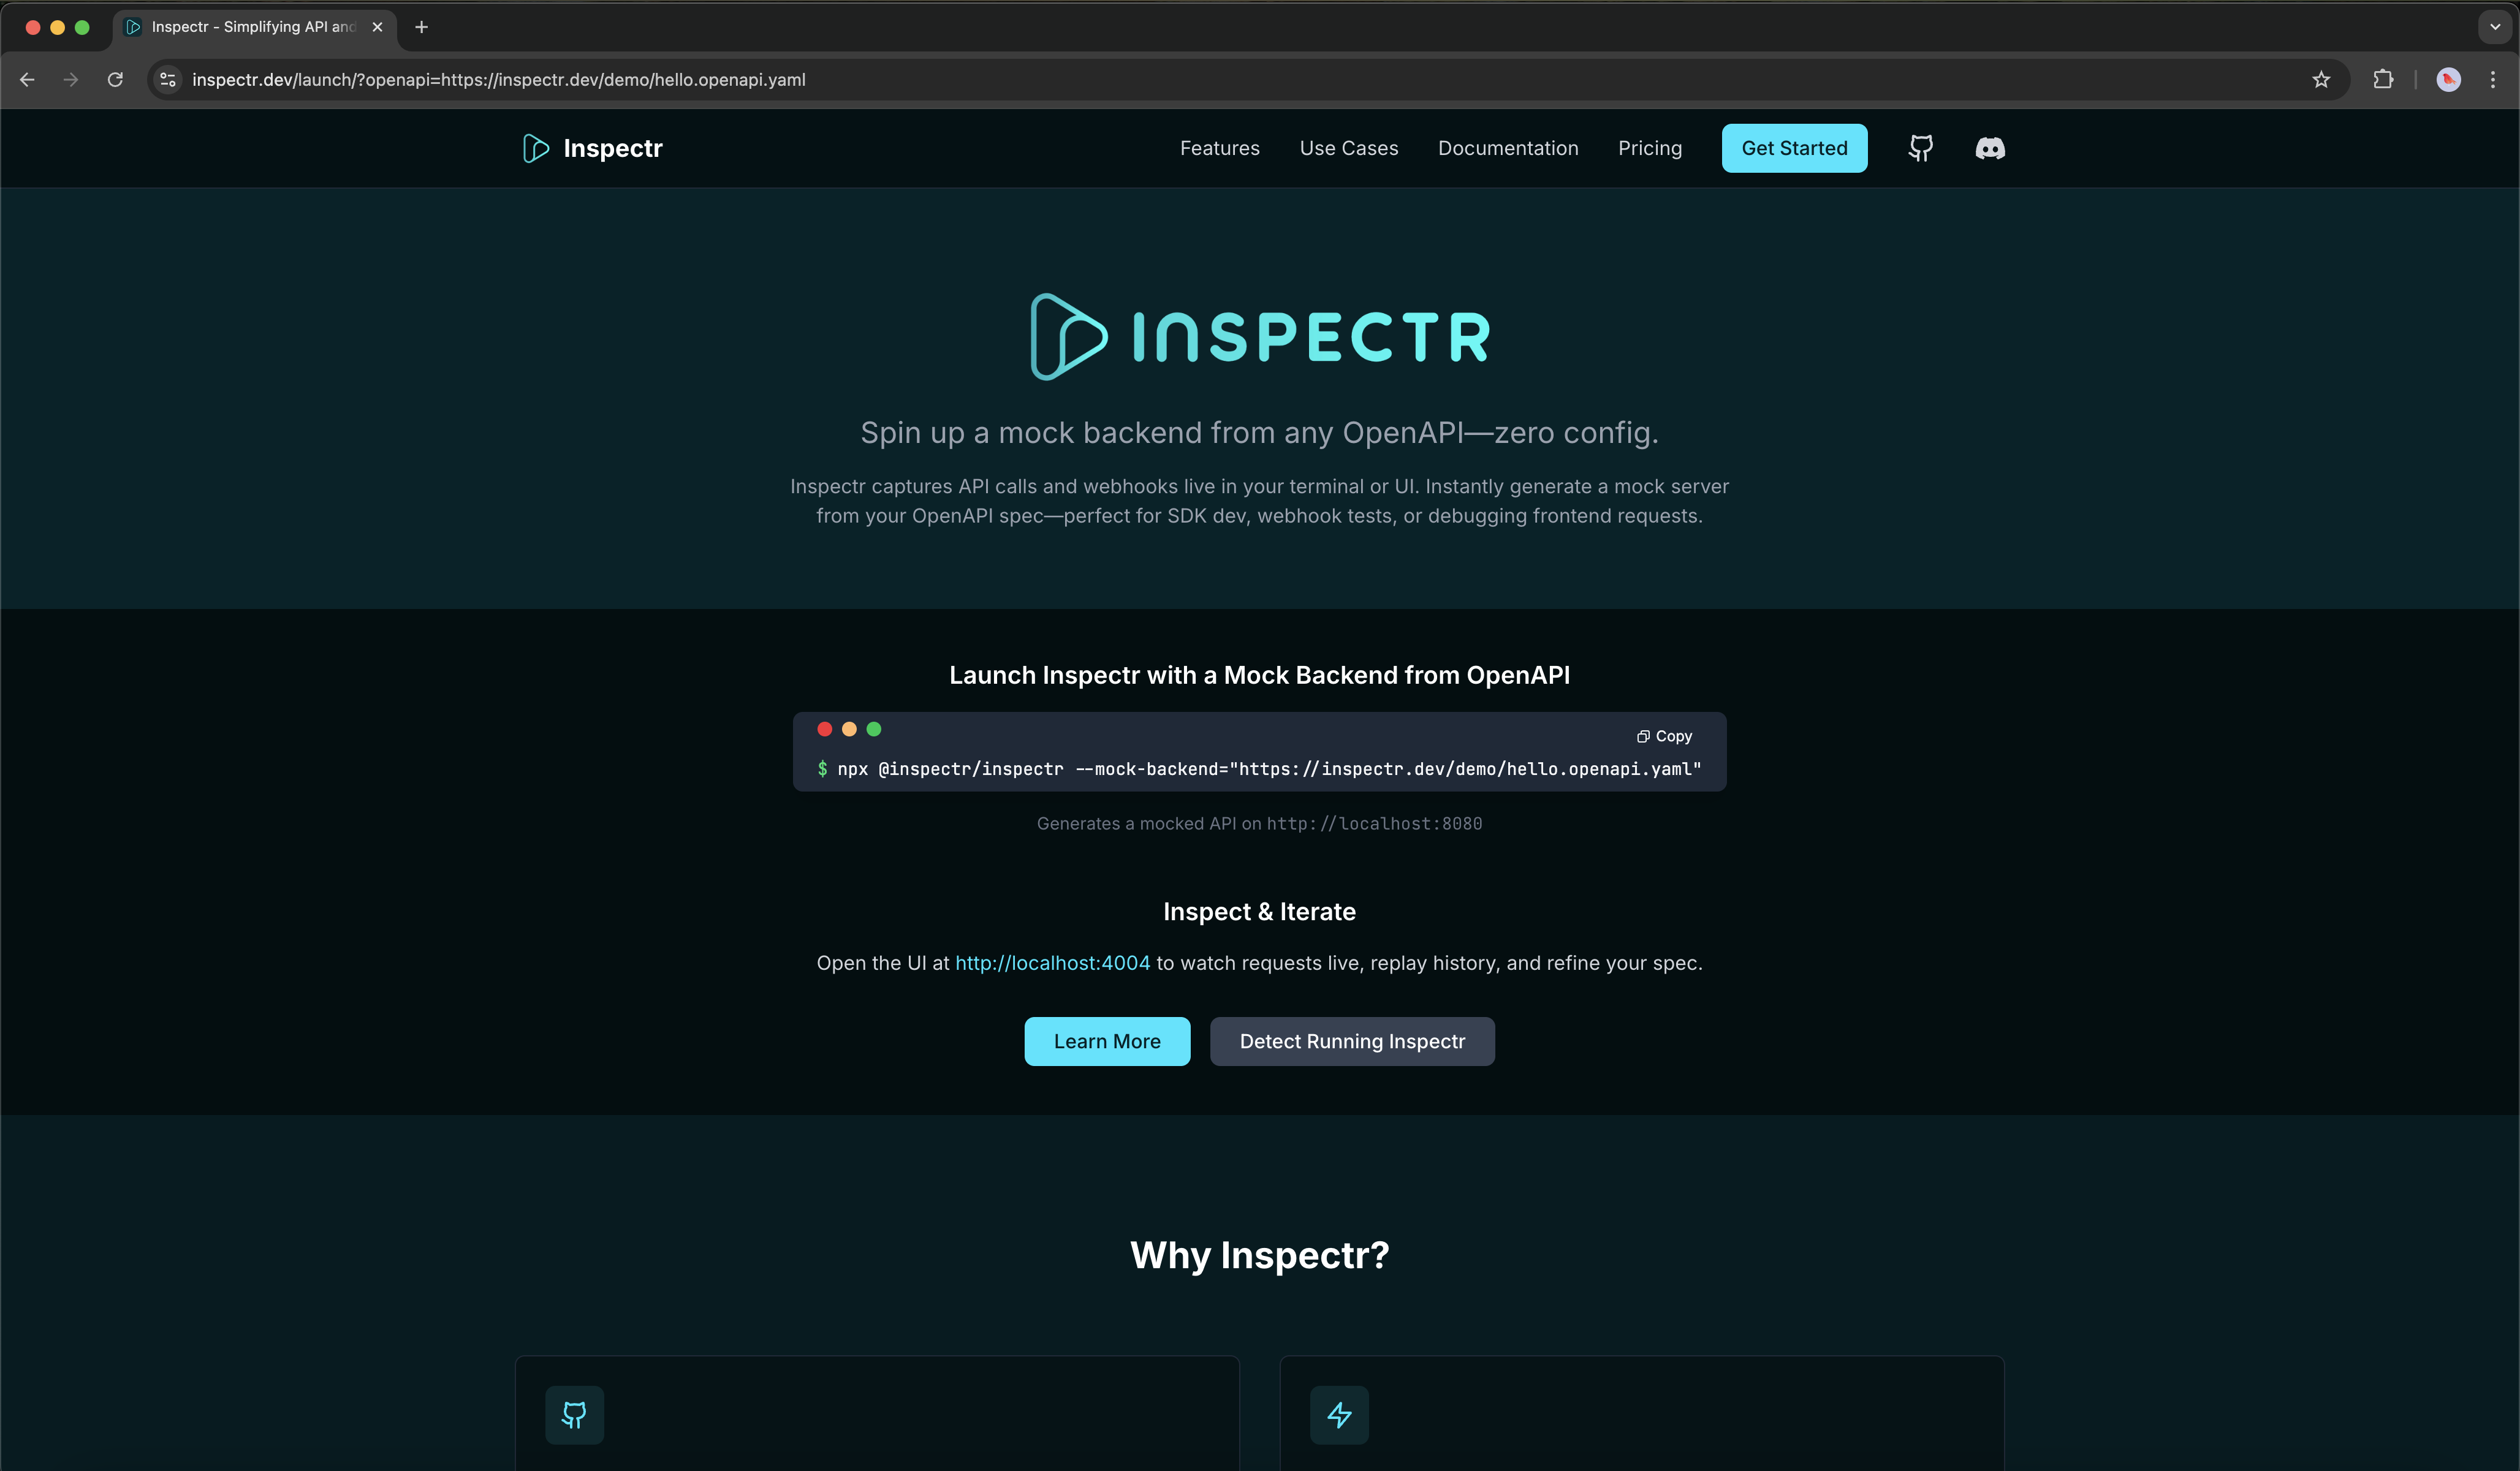 Inspectr - Simplifying API and
inspectr.dev/launch/?openapi=https://inspectr.dev/demo/hello.openapi.yaml
Inspectr
Features
Use Cases
Documentation
Pricing
Get Started
INSPECTR
Spin up a mock backend from any OpenAPI—zero config.
Inspectr captures API calls and webhooks live in your terminal or UI. Instantly generate a mock server
from your OpenAPI spec—perfect for SDK dev, webhook tests, or debugging frontend requests.
Launch Inspectr with a Mock Backend from OpenAPI
Copy
$ npx @inspectr/inspectr --mock-backend="https://inspectr.dev/demo/hello.openapi.yaml"
Generates a mocked API on http://localhost:8080
Inspect & Iterate
Open the UI at http://localhost:4004 to watch requests live, replay history, and refine your spec.
Learn More
Detect Running Inspectr
Why Inspectr?